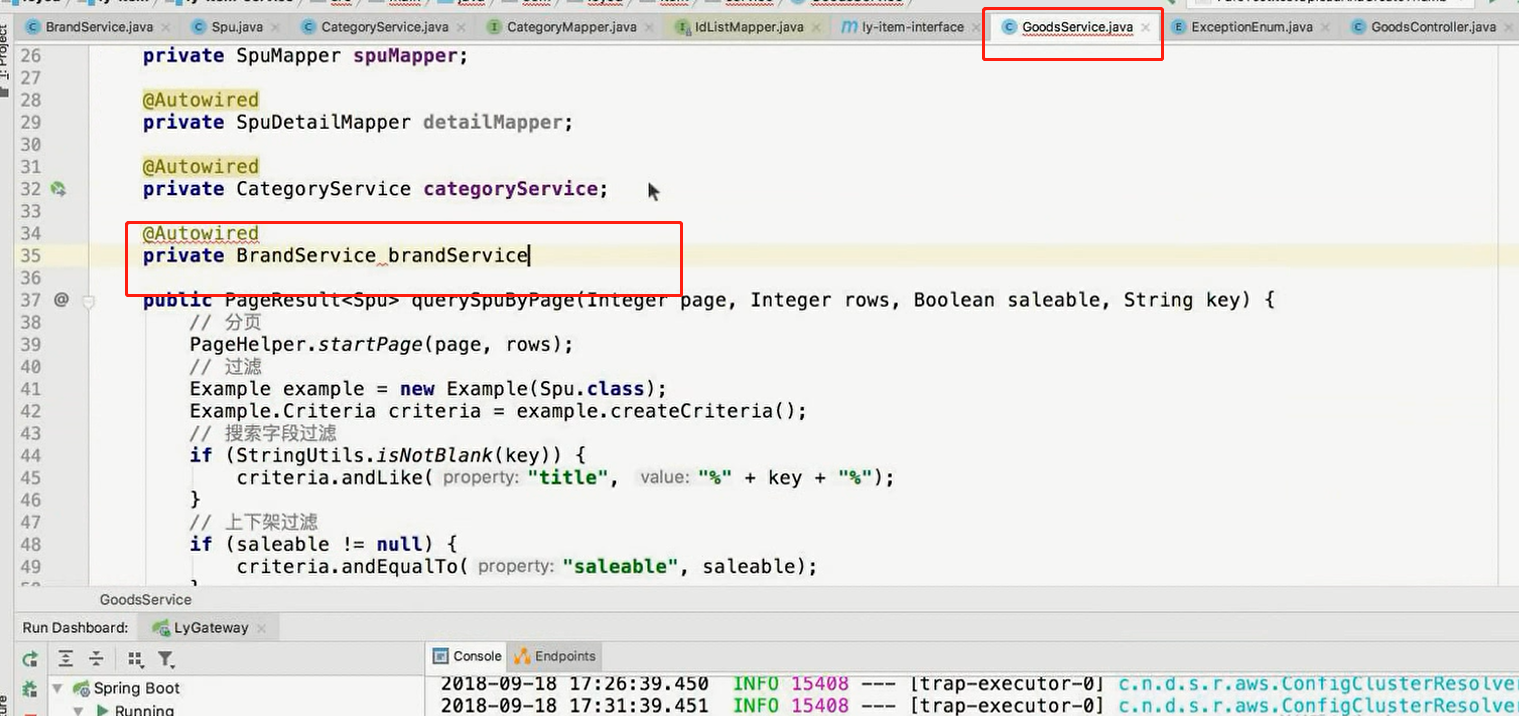 BrandService.java Spu.java CategoryService.java CategoryMapper.java IdListMapper.java ly-item-interface GoodsService.java ExceptionEnum.java GoodsController.java
1: Project
26 private SpuMapper spuMapper;
27
28 @Autowired
29 private SpuDetailMapper detailMapper;
30
31 @Autowired
32 private CategoryService categoryService;
33
34 @Autowired
35 private BrandService brandService
36
37 @ public PageResult<Spu> querySpuByPage(Integer page, Integer rows, Boolean saleable, String key) {
38 // 分页
39 PageHelper.startPage(page, rows);
40 // 过滤
41 Example example = new Example(Spu.class);
42 Example.Criteria criteria = example.createCriteria();
43 // 搜索字段过滤
44 if (StringUtils.isNotBlank(key)) {
45 criteria.andLike( property: "title", value: "%" + key + "%");
46 }
47 // 上下架过滤
48 if (saleable != null) {
49 criteria.andEqualTo( property: "saleable", saleable);
GoodsService
Run Dashboard: LyGateway
Console Endpoints
Spring Boot
Running
2018-09-18 17:26:39.450 INFO 15408 --- [trap-executor-0] c.n.d.s.r.aws.ConfigClusterResolver
2018-09-18 17:31:39.451 INFO 15408 --- [trap-executor-0] c.n.d.s.r.aws.ConfigClusterResolver